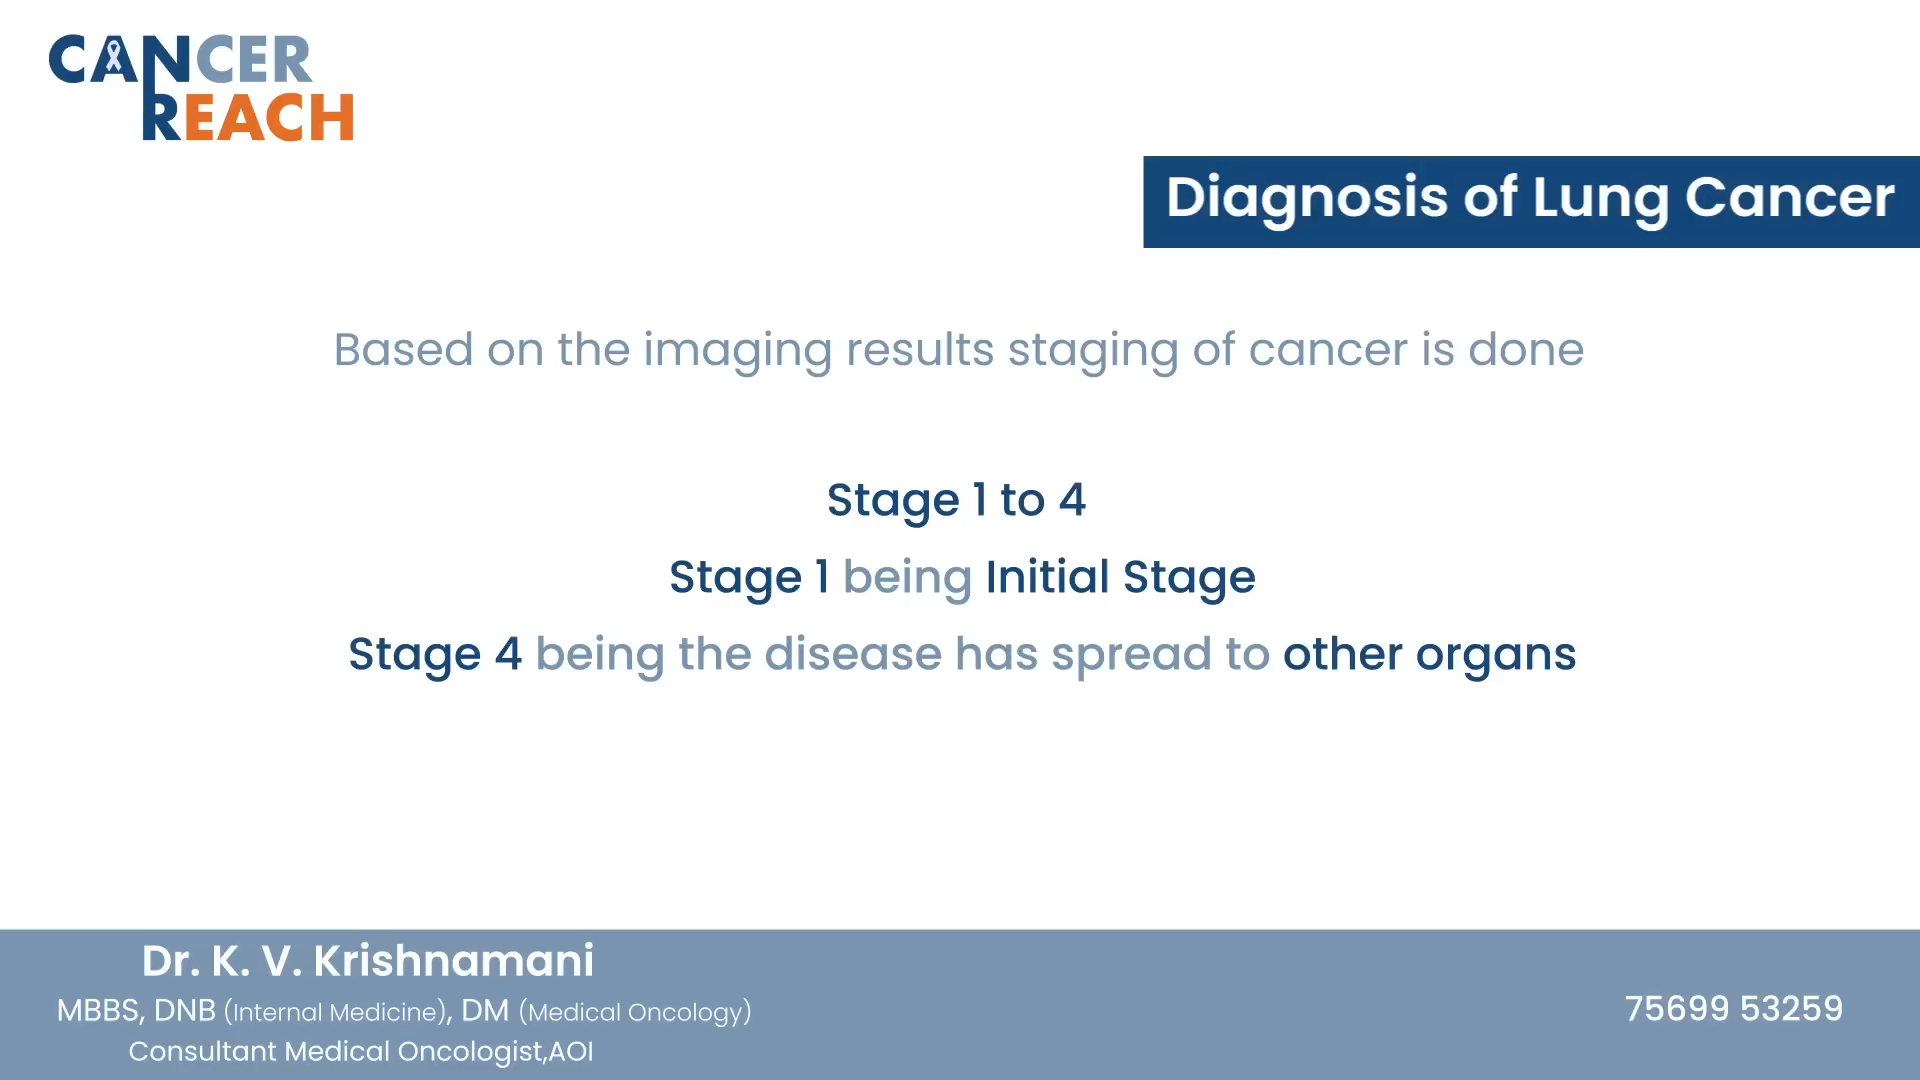 CANCER
REACH
Diagnosis of Lung Cancer
Based on the imaging results staging of cancer is done
Stage 1 to 4
Stage 1 being Initial Stage
Stage 4 being the disease has spread to other organs
Dr. K. V. Krishnamani
MBBS, DNB (Internal Medicine), DM (Medical Oncology)
Consultant Medical Oncologist,AOI
75699 53259